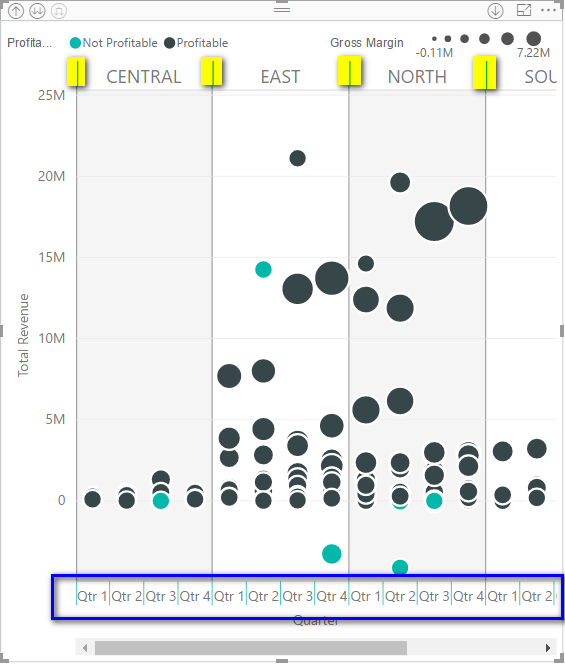 Profita... Not Profitable Profitable Gross Margin
-0.11M 7.22M
CENTRAL EAST NORTH SOU
25M
20M
15M
10M
5M
0
Total Revenue
Qtr 1 Qtr 2 Qtr 3 Qtr 4 Qtr 1 Qtr 2 Qtr 3 Qtr 4 Qtr 1 Qtr 2 Qtr 3 Qtr 4 Qtr 1 Qtr 2
Quarter